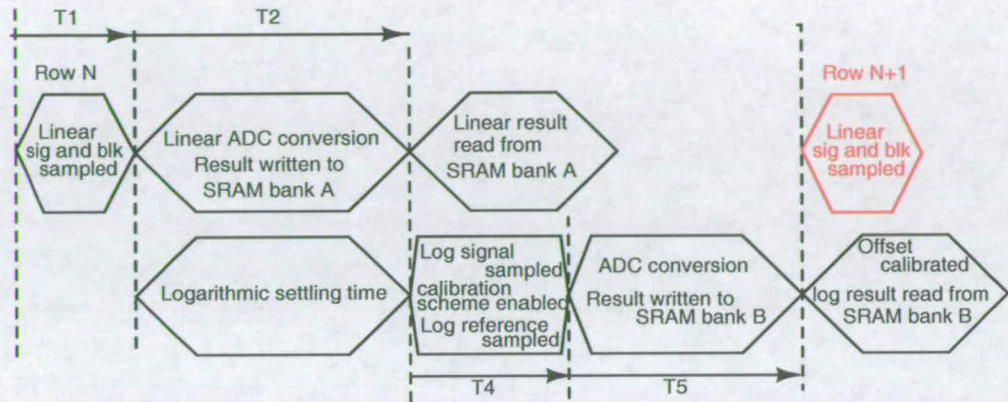 T1
T2
Row N
Row N+1
Linear
sig and blk
sampled
Linear ADC conversion
Result written to
SRAM bank A
Linear result
read from
SRAM bank A
Linear
sig and blk
sampled
Logarithmic settling time
Log signal
sampled
calibration
scheme enabled
Log reference
sampled
ADC conversion
Result written to
SRAM bank B
Offset
calibrated
log result read from
SRAM bank B
T4
T5